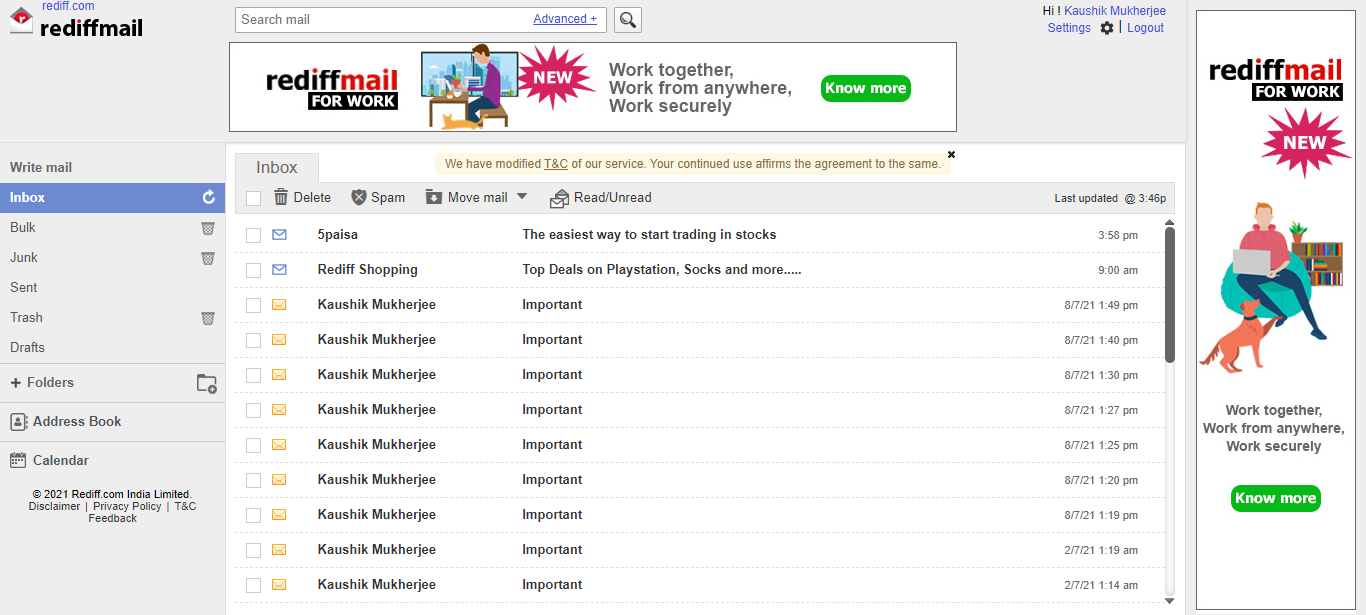 rediff.com
rediffmail
Search mail Advanced +
Hi ! Kaushik Mukherjee
Settings | Logout
rediffmail
FOR WORK
NEW
Work together,
Work from anywhere,
Work securely
Know more
rediffmail
FOR WORK
NEW
Work together,
Work from anywhere,
Work securely
Know more
Write mail
Inbox
Bulk
Junk
Sent
Trash
Drafts
+ Folders
Address Book
Calendar
© 2021 Rediff.com India Limited.
Disclaimer | Privacy Policy | T&C
Feedback
Inbox
We have modified T&C of our service. Your continued use affirms the agreement to the same.
Delete Spam Move mail Read/Unread Last updated @ 3:46p
5paisa The easiest way to start trading in stocks 3:58 pm
Rediff Shopping Top Deals on Playstation, Socks and more..... 9:00 am
Kaushik Mukherjee Important 8/7/21 1:49 pm
Kaushik Mukherjee Important 8/7/21 1:40 pm
Kaushik Mukherjee Important 8/7/21 1:30 pm
Kaushik Mukherjee Important 8/7/21 1:27 pm
Kaushik Mukherjee Important 8/7/21 1:25 pm
Kaushik Mukherjee Important 8/7/21 1:20 pm
Kaushik Mukherjee Important 8/7/21 1:19 pm
Kaushik Mukherjee Important 2/7/21 1:19 am
Kaushik Mukherjee Important 2/7/21 1:14 am